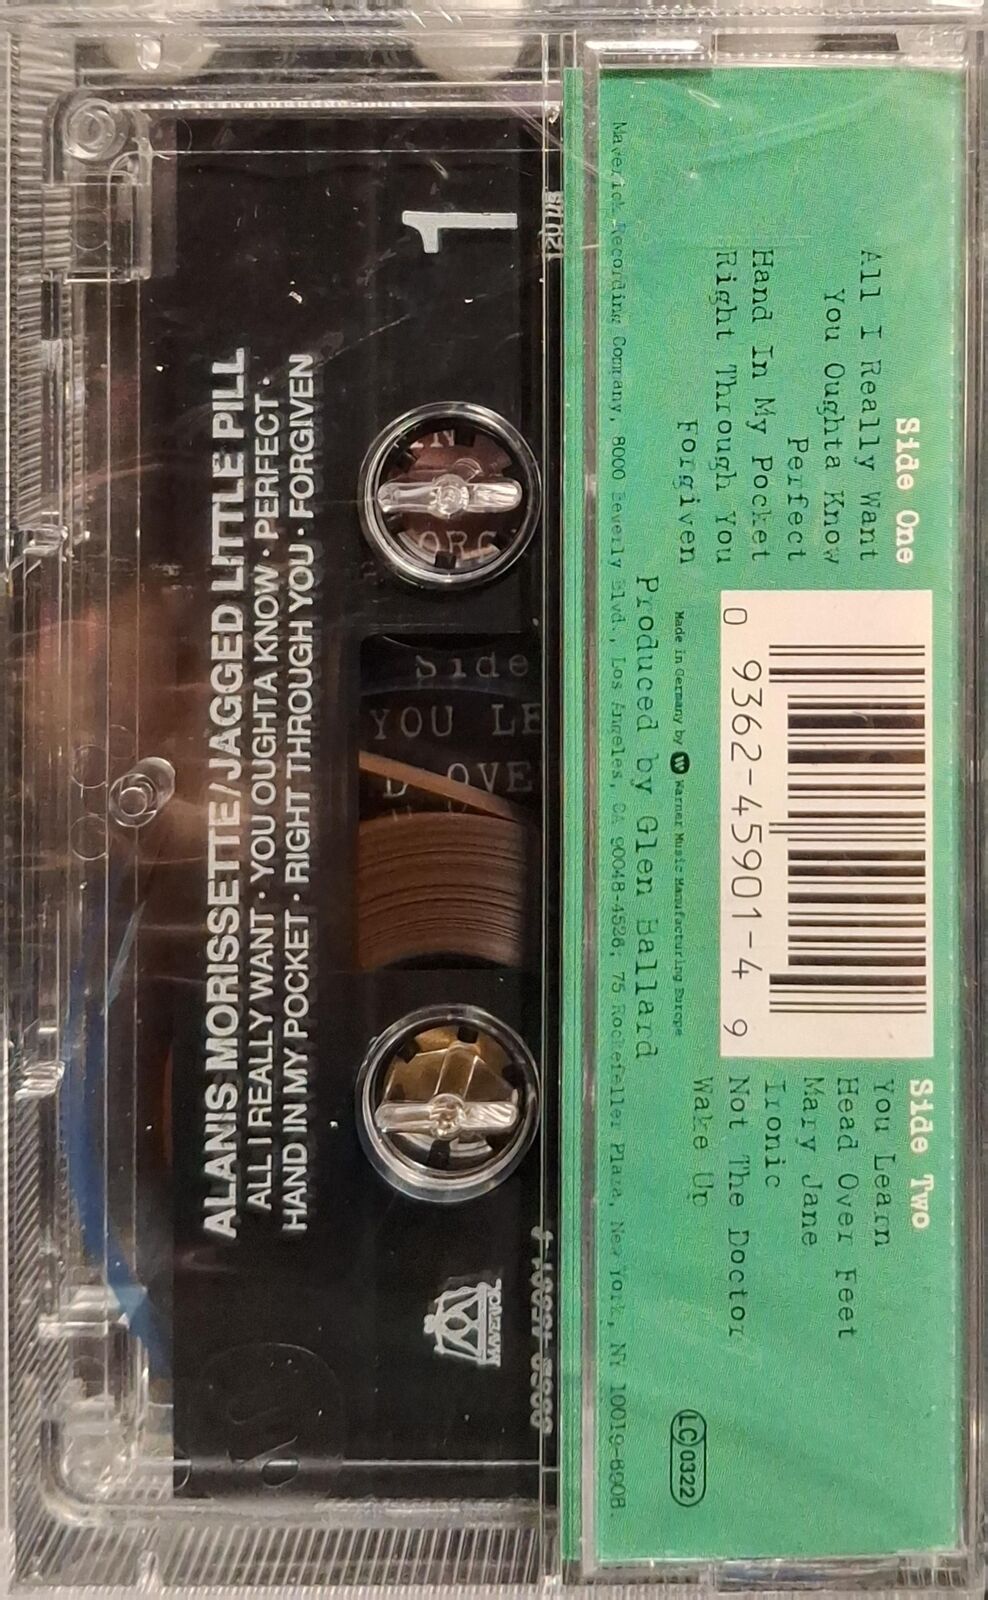 1
ALANIS MORISSETTE/JAGGED LITTLE PILL
ALL I REALLY WANT · YOU OUGHTA KNOW · PERFECT ·
HAND IN MY POCKET · RIGHT THROUGH YOU · FORGIVEN
Side
YOU LE
OVE
MAVERICK
Side One
All I Really Want
You Oughta Know
Perfect
Hand In My Pocket
Right Through You
Forgiven
0 9362-45901-4 9
Side Two
You Learn
Head Over Feet
Mary Jane
Ironic
Not The Doctor
Wake Up
Made in Germany by W Warner Music Manufacturing Europe
Produced by Glen Ballard
LC 0322
Maverick Recording Company, 8000 Beverly Blvd., Los Angeles, CA 90048-4526; 75 Rockefeller Plaza, New York, NY 10019-6908.